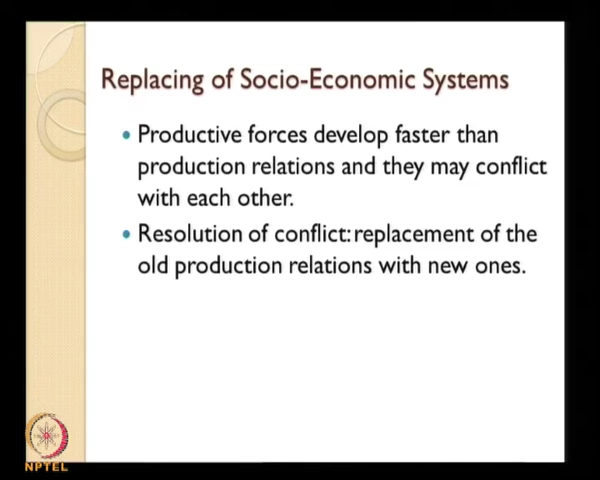 Replacing of Socio-Economic Systems
• Productive forces develop faster than
production relations and they may conflict
with each other.
• Resolution of conflict: replacement of the
old production relations with new ones.
NPTEL